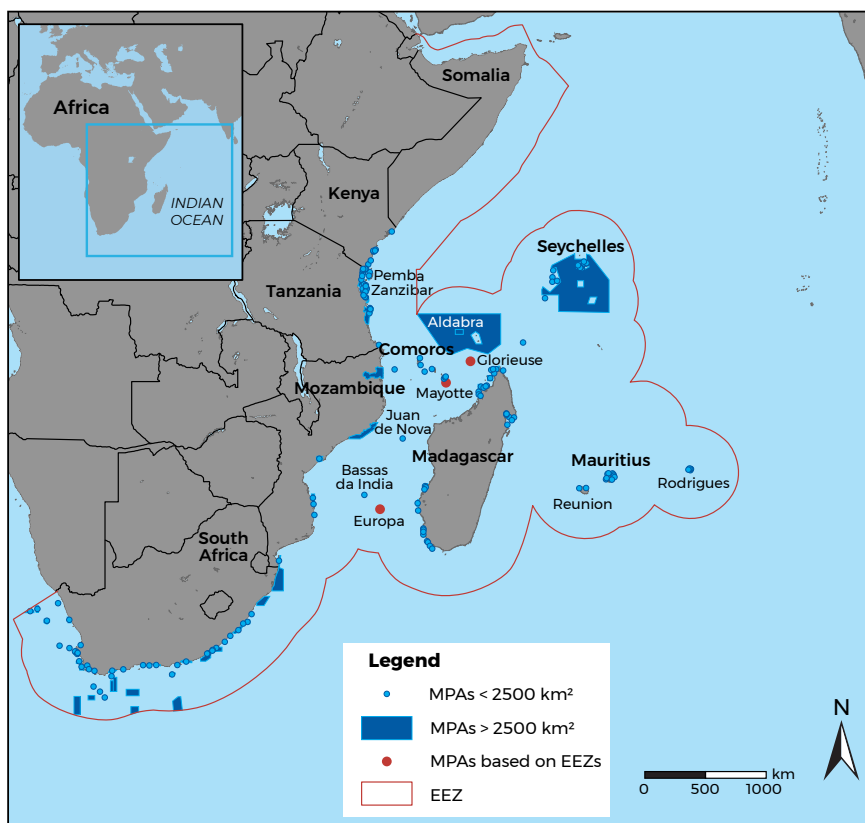 Africa
INDIAN
OCEAN
Somalia
Kenya
Seychelles
Pemba
Zanzibar
Tanzania
Aldabra
Comoros
Glorieuse
Mozambique
Mayotte
Juan
de Nova
Madagascar
Mauritius
Bassas
da India
Rodrigues
Reunion
Europa
South
Africa
Legend
MPAs < 2500 km²
MPAs > 2500 km²
MPAs based on EEZs
EEZ
N
km
0 500 1000